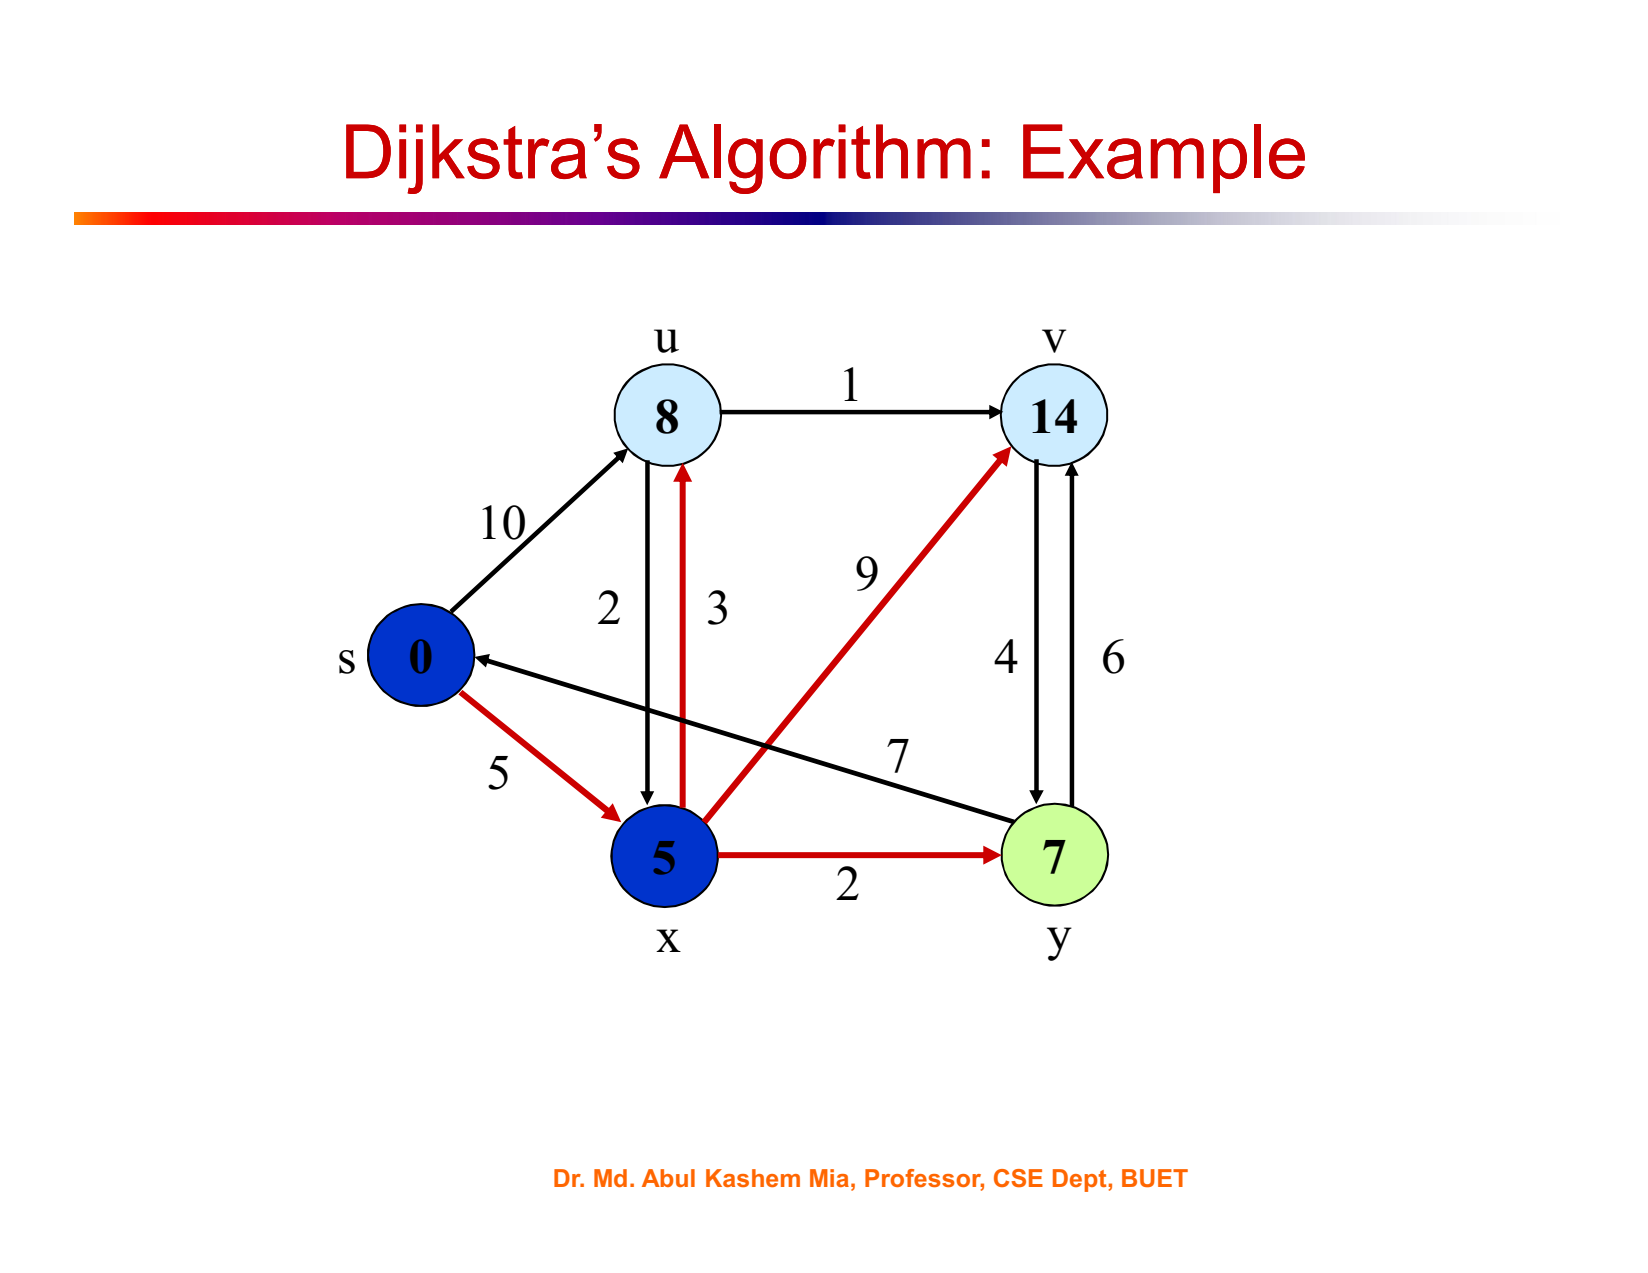 Dijkstra’s Algorithm: Example
u
v
1
8
14
10
9
2
3
s
0
4
6
7
5
5
7
2
x
y
Dr. Md. Abul Kashem Mia, Professor, CSE Dept, BUET